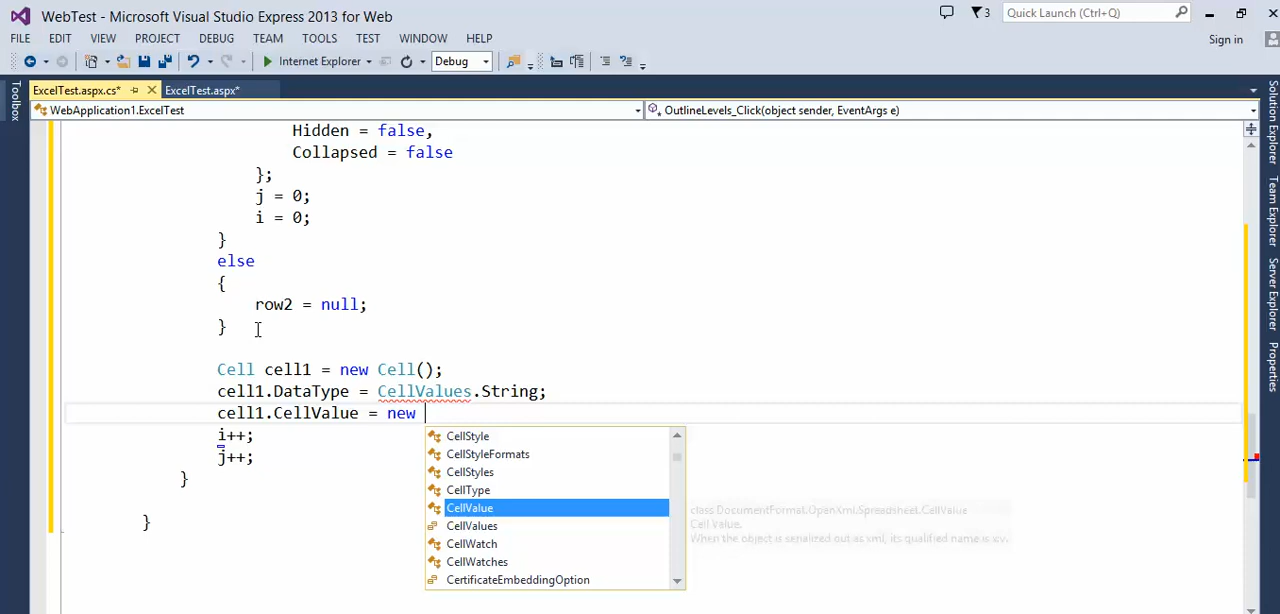 WebTest - Microsoft Visual Studio Express 2013 for Web
3
Quick Launch (Ctrl+Q)
FILE EDIT VIEW PROJECT DEBUG TEAM TOOLS TEST WINDOW HELP
Sign in
Internet Explorer Debug
ExcelTest.aspx.cs* ExcelTest.aspx*
WebApplication1.ExcelTest OutlineLevels_Click(object sender, EventArgs e)
Toolbox
Solution Explorer
Team Explorer
Server Explorer
Properties
Hidden = false,
Collapsed = false
};
j = 0;
i = 0;
}
else
{
row2 = null;
}
Cell cell1 = new Cell();
cell1.DataType = CellValues.String;
cell1.CellValue = new
i++;
j++;
}
}
CellStyle
CellStyleFormats
CellStyles
CellType
CellValue
CellValues
CellWatch
CellWatches
CertificateEmbeddingOption
class DocumentFormat.OpenXml.Spreadsheet.CellValue
Cell Value.
When the object is serialized out as xml, its qualified name is x:v.